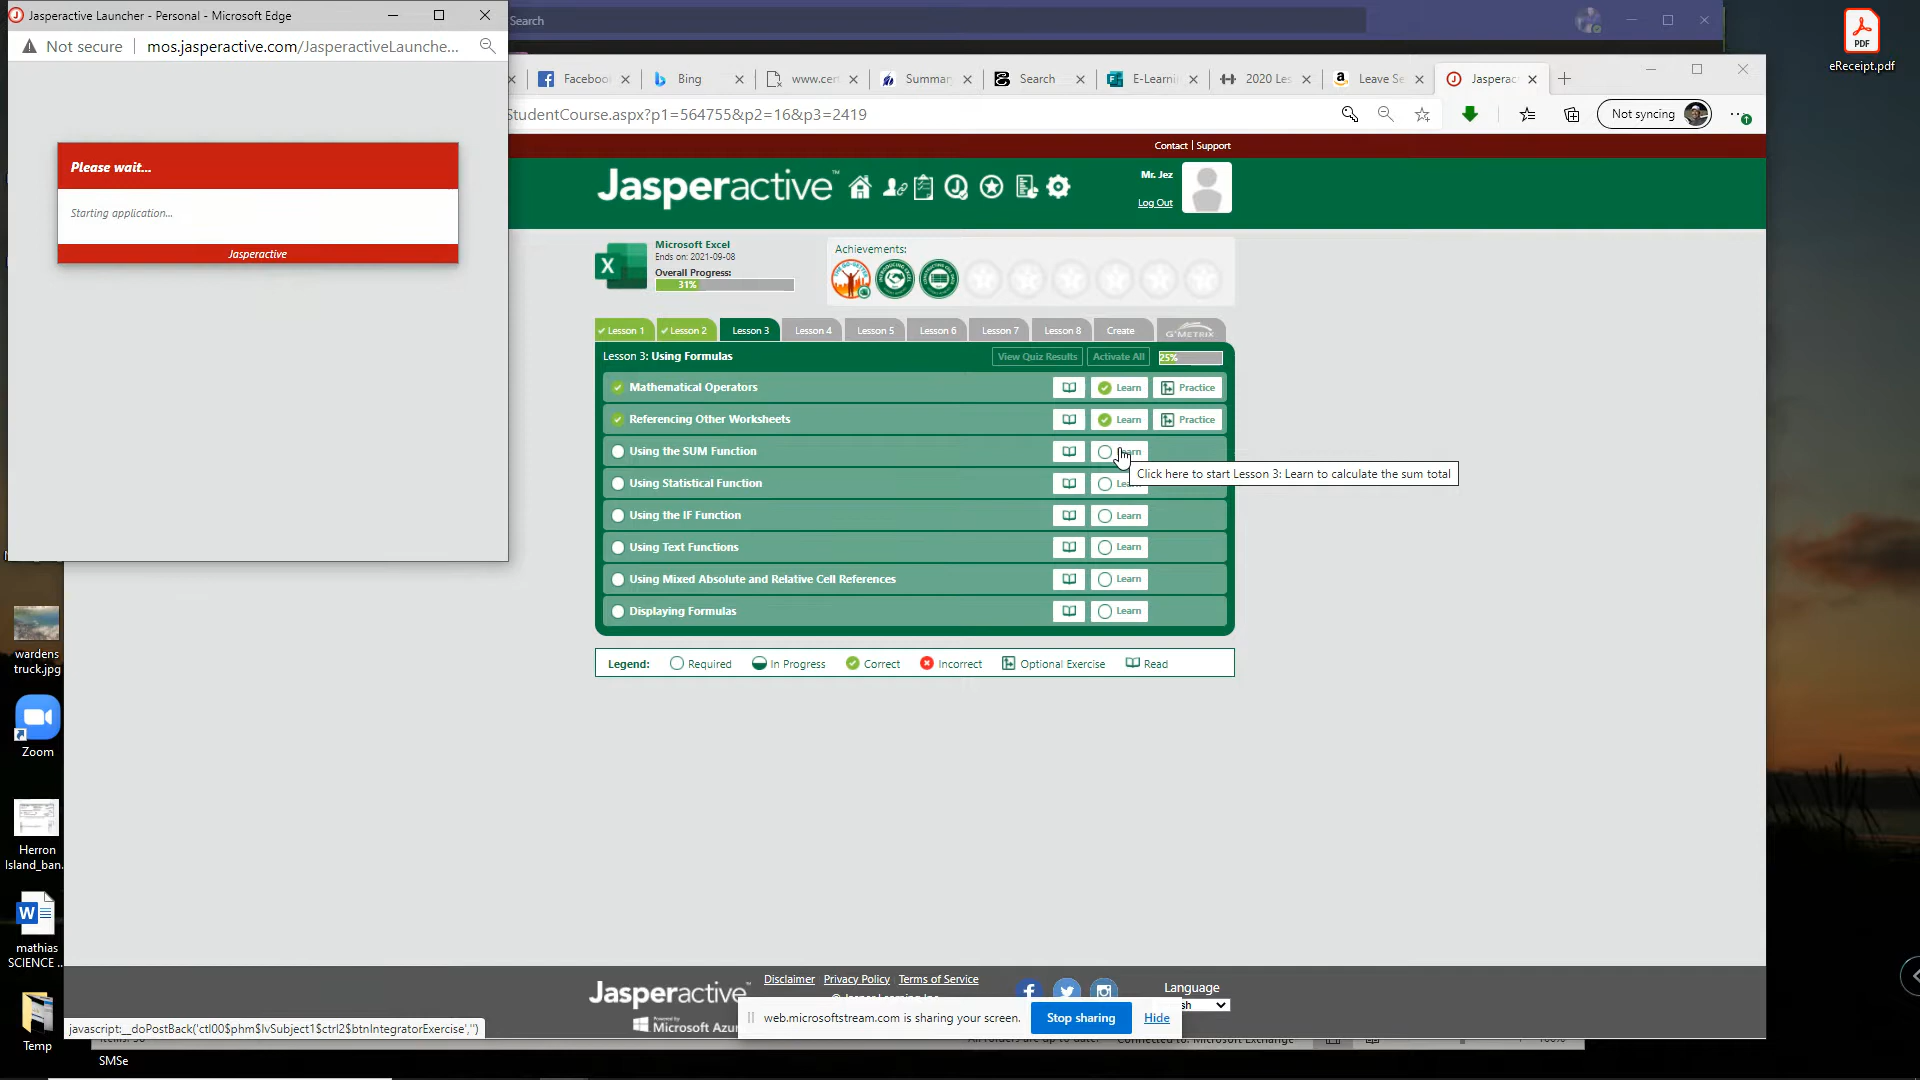 Jasperactive Launcher - Personal - Microsoft Edge
Not secure
mos.jasperactive.com/JasperactiveLaunche...
Please wait...
Starting application...
Jasperactive
Search
PDF
eReceipt.pdf
Facebool
Bing
www.cer
Summar
Search
E-Learni
2020 Les
Leave Se
Jasperac
StudentCourse.aspx?p1=564755&p2=16&p3=2419
Not syncing
Contact | Support
Jasperactive™
Mr. Jez
Log Out
Microsoft Excel
Ends on: 2021-09-08
Overall Progress:
31%
Achievements:
Lesson 1
Lesson 2
Lesson 3
Lesson 4
Lesson 5
Lesson 6
Lesson 7
Lesson 8
Create
GMETRIX
Lesson 3: Using Formulas
View Quiz Results
Activate All
25%
Mathematical Operators
Learn
Practice
Referencing Other Worksheets
Learn
Practice
Using the SUM Function
Click here to start Lesson 3: Learn to calculate the sum total
Using Statistical Function
Using the IF Function
Learn
Using Text Functions
Learn
Using Mixed Absolute and Relative Cell References
Learn
Displaying Formulas
Learn
Legend:
Required
In Progress
Correct
Incorrect
Optional Exercise
Read
wardens
truck.jpg
Zoom
Herron
Island_ban...
mathias
SCIENCE ...
Temp
SMSe
Jasperactive
Powered by
Microsoft Azu
Disclaimer
Privacy Policy
Terms of Service
Language
web.microsoftstream.com is sharing your screen.
Stop sharing
Hide
javascript:__doPostBack('ctl00$phm$lvSubject1$ctrl2$btnIntegratorExercise','')